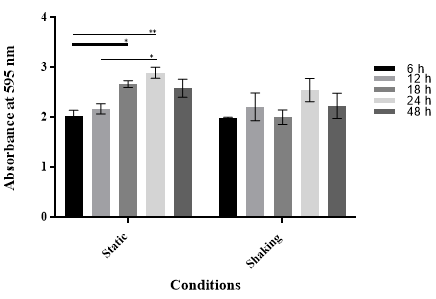 4
3
2
1
0
**
*
*
Absorbance at 595 nm
Static
Shaking
Conditions
6 h
12 h
18 h
24 h
48 h